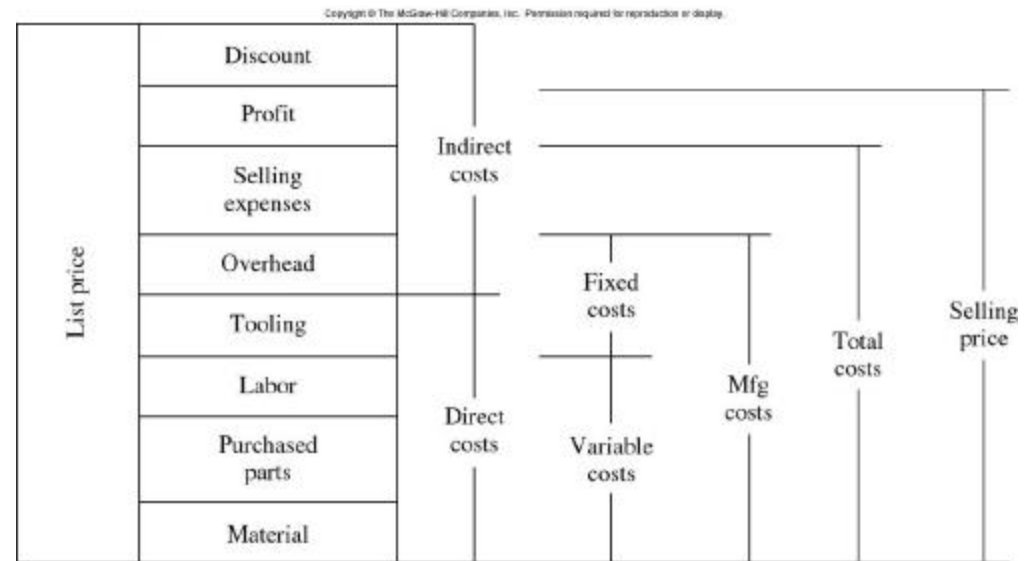 Copyright © The McGraw-Hill Companies, Inc. Permission required for reproduction or display.
List price
Discount
Profit
Selling
expenses
Overhead
Tooling
Labor
Purchased
parts
Material
Indirect
costs
Direct
costs
Fixed
costs
Variable
costs
Mfg
costs
Total
costs
Selling
price